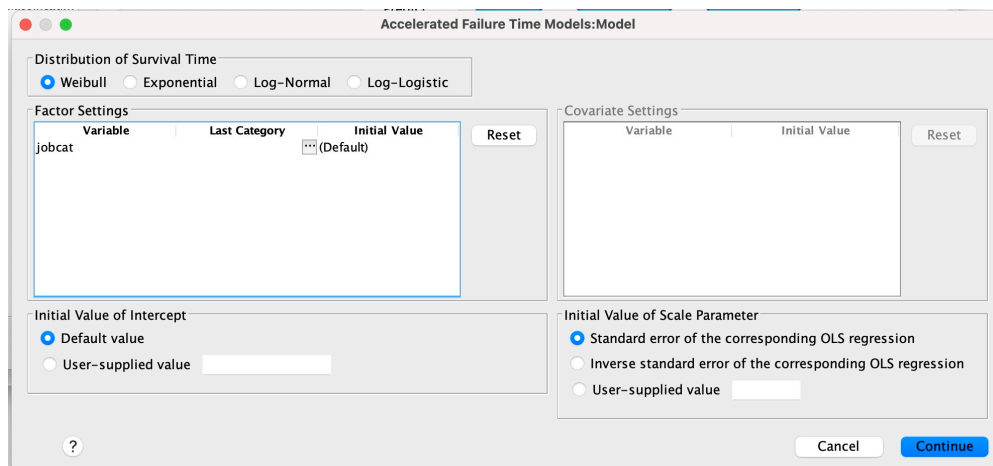 Accelerated Failure Time Models:Model
Distribution of Survival Time
Weibull Exponential Log-Normal Log-Logistic
Factor Settings
Variable Last Category Initial Value
jobcat ... (Default)
Reset
Covariate Settings
Variable Initial Value
Reset
Initial Value of Intercept
Default value
User-supplied value
Initial Value of Scale Parameter
Standard error of the corresponding OLS regression
Inverse standard error of the corresponding OLS regression
User-supplied value
? Cancel Continue